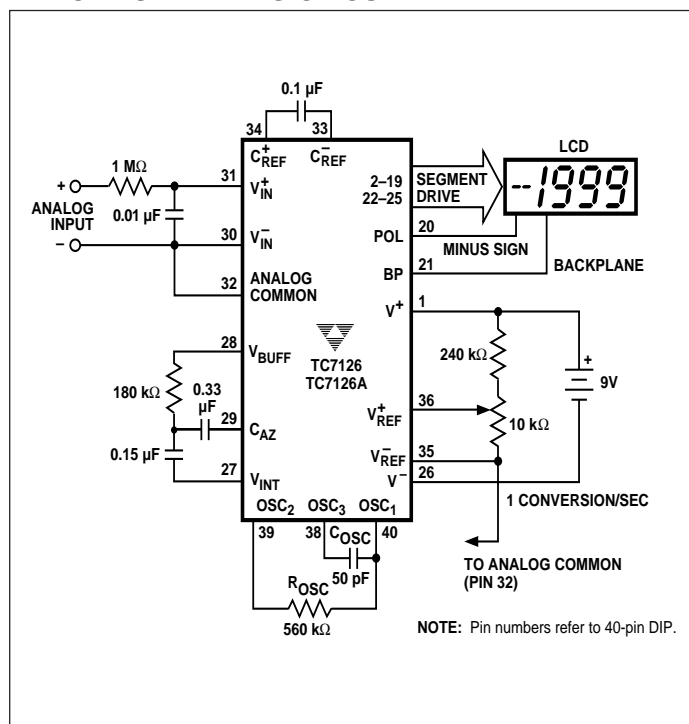 0.1 µF
34
33
C+REF
C−REF
LCD
1 MΩ
31
V+IN
2–19
22–25
SEGMENT
DRIVE
-1999
+
ANALOG
INPUT
–
0.01 µF
30
V−IN
POL
20
MINUS SIGN
32
ANALOG
COMMON
BP
21
BACKPLANE
V+
1
28
VBUFF
TC7126
TC7126A
240 kΩ
+
9V
180 kΩ
0.33
µF
29
CAZ
V+REF
36
10 kΩ
0.15 µF
27
VINT
V−REF
35
V−
26
1 CONVERSION/SEC
OSC2
OSC3
OSC1
39
38
COSC
40
50 pF
TO ANALOG COMMON
(PIN 32)
ROSC
560 kΩ
NOTE: Pin numbers refer to 40-pin DIP.